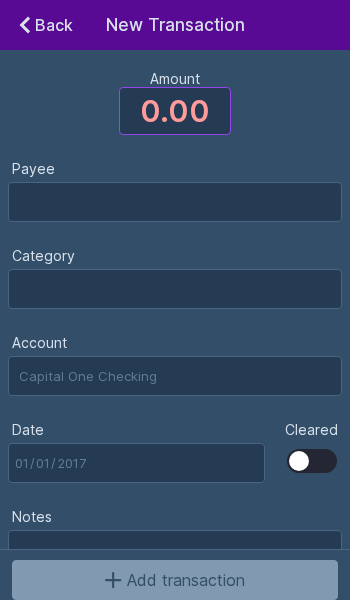 Back New Transaction
Amount
0.00
Payee
Category
Account
Capital One Checking
Date Cleared
01/01/2017
Notes
Add transaction